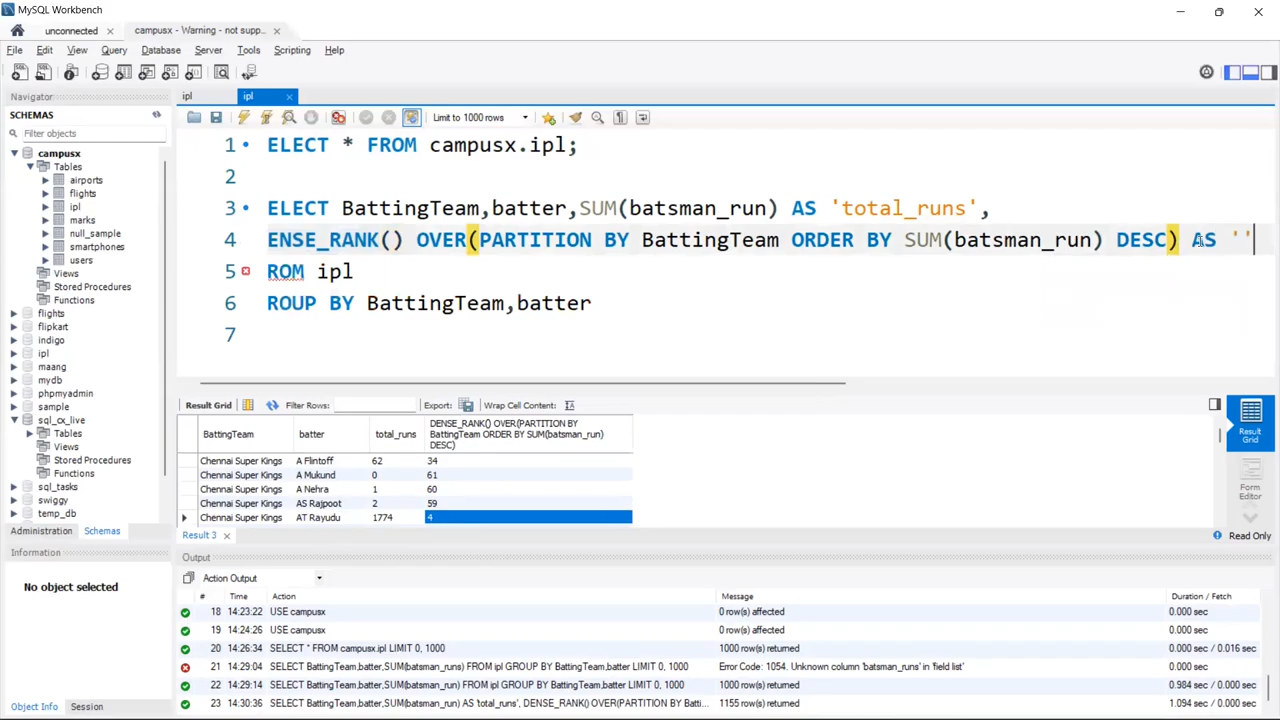 MySQL Workbench
unconnected
campusx - Warning - not supp...
File Edit View Query Database Server Tools Scripting Help
Navigator
SCHEMAS
Filter objects
campusx
Tables
airports
flights
ipl
marks
null_sample
smartphones
users
Views
Stored Procedures
Functions
flights
flipkart
indigo
ipl
maang
mydb
phpmyadmin
sample
sql_cx_live
Tables
Views
Stored Procedures
Functions
sql_tasks
swiggy
temp_db
Administration Schemas
Information
No object selected
Object Info Session
ipl ipl
Limit to 1000 rows
1 ELECT * FROM campusx.ipl;
2
3 ELECT BattingTeam,batter,SUM(batsman_run) AS 'total_runs',
4 ENSE_RANK() OVER(PARTITION BY BattingTeam ORDER BY SUM(batsman_run) DESC) AS ''
5 ROM ipl
6 ROUP BY BattingTeam,batter
7
Result Grid Filter Rows: Export: Wrap Cell Content:
BattingTeam batter total_runs DENSE_RANK() OVER(PARTITION BY
BattingTeam ORDER BY SUM(batsman_run)
DESC)
Chennai Super Kings A Flintoff 62 34
Chennai Super Kings A Mukund 0 61
Chennai Super Kings A Nehra 1 60
Chennai Super Kings AS Rajpoot 2 59
Chennai Super Kings AT Rayudu 1774 4
Result
Grid
Form
Editor
Result 3
Read Only
Output
Action Output
# Time Action Message Duration / Fetch
18 14:23:22 USE campusx 0 row(s) affected 0.000 sec
19 14:24:26 USE campusx 0 row(s) affected 0.000 sec
20 14:26:34 SELECT * FROM campusx.ipl LIMIT 0, 1000 1000 row(s) returned 0.000 sec / 0.016 sec
21 14:29:04 SELECT BattingTeam,batter,SUM(batsman_runs) FROM ipl GROUP BY BattingTeam,batter LIMIT 0, 1000 Error Code: 1054. Unknown column 'batsman_runs' in 'field list' 0.000 sec
22 14:29:14 SELECT BattingTeam,batter,SUM(batsman_run) FROM ipl GROUP BY BattingTeam,batter LIMIT 0, 1000 1000 row(s) returned 0.984 sec / 0.000 sec
23 14:30:36 SELECT BattingTeam,batter,SUM(batsman_run) AS 'total_runs', DENSE_RANK() OVER(PARTITION BY Batti... 1155 row(s) returned 1.094 sec / 0.000 sec